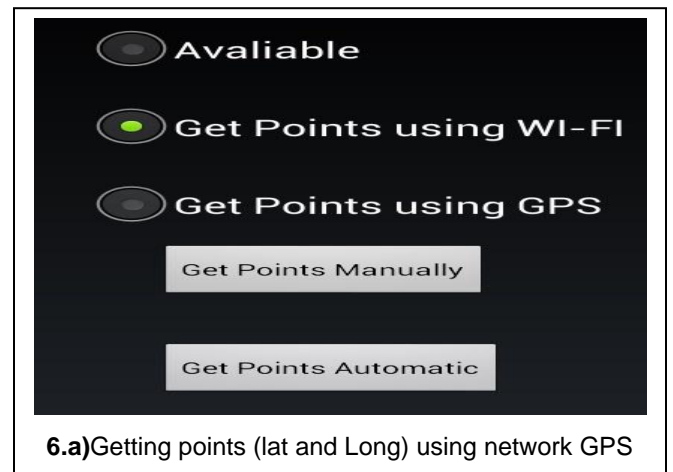 Avaliable
Get Points using WI-FI
Get Points using GPS
Get Points Manually
Get Points Automatic
6.a)Getting points (lat and Long) using network GPS